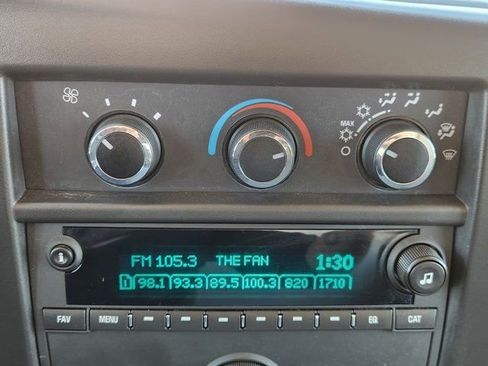 MAX
FM 105.3 THE FAN 1:30
1 98.1 93.3 89.5 100.3 820 1710
FAV MENU EQ CAT